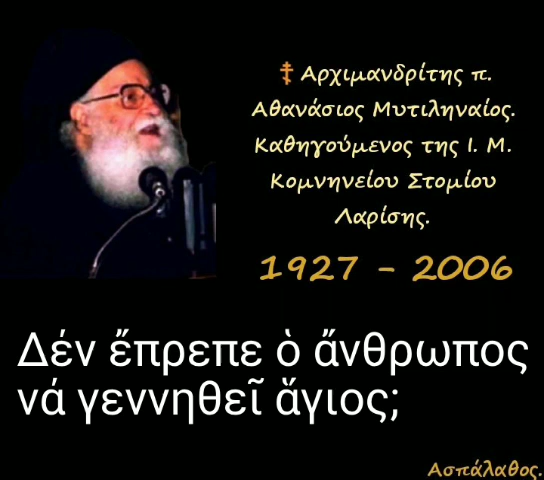 ☦ Αρχιμανδρίτης π.
Αθανάσιος Μυτιληναίος.
Καθηγούμενος της Ι. Μ.
Κομνηνείου Στομίου
Λαρίσης.
1927 - 2006
Δέν ἔπρεπε ὁ ἄνθρωπος
νά γεννηθεῖ ἅγιος;
Ασπάλαθος.